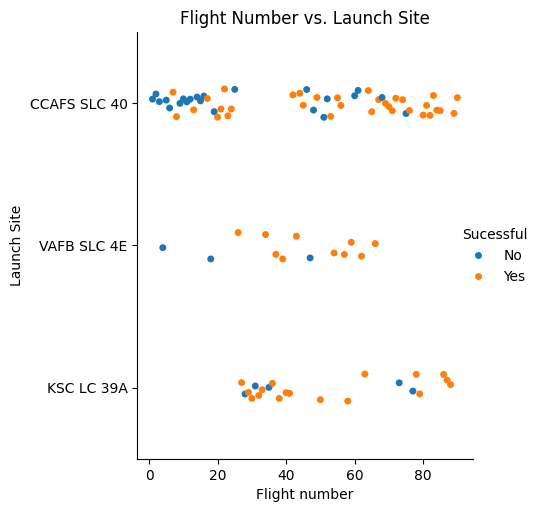 Flight Number vs. Launch Site
CCAFS SLC 40
VAFB SLC 4E
KSC LC 39A
Launch Site
0 20 40 60 80
Flight number
Sucessful
No
Yes